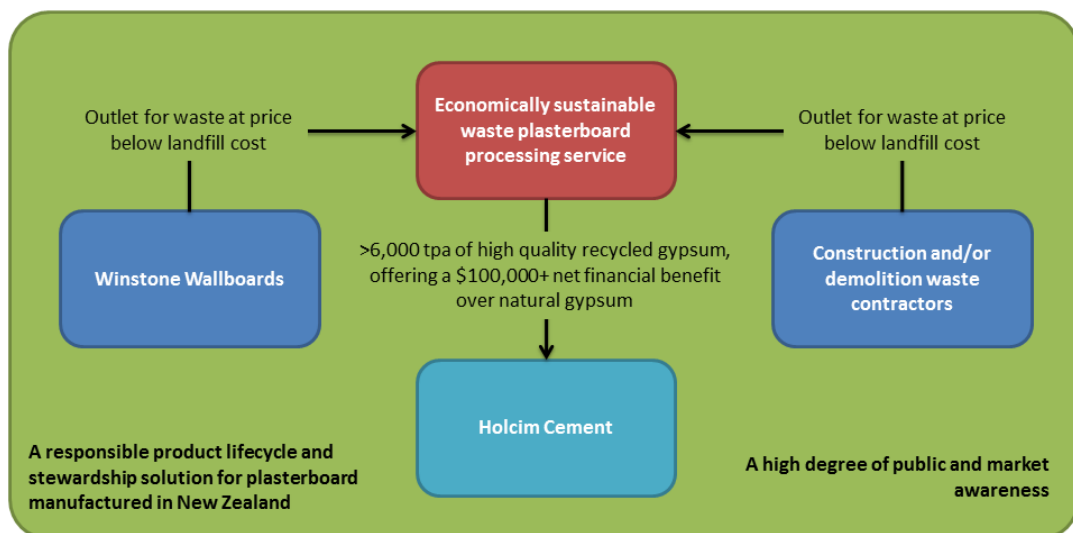 Economically sustainable
waste plasterboard
processing service
Outlet for waste at price
below landfill cost
Outlet for waste at price
below landfill cost
Winstone Wallboards
>6,000 tpa of high quality recycled gypsum,
offering a $100,000+ net financial benefit
over natural gypsum
Construction and/or
demolition waste
contractors
Holcim Cement
A responsible product lifecycle and
stewardship solution for plasterboard
manufactured in New Zealand
A high degree of public and market
awareness